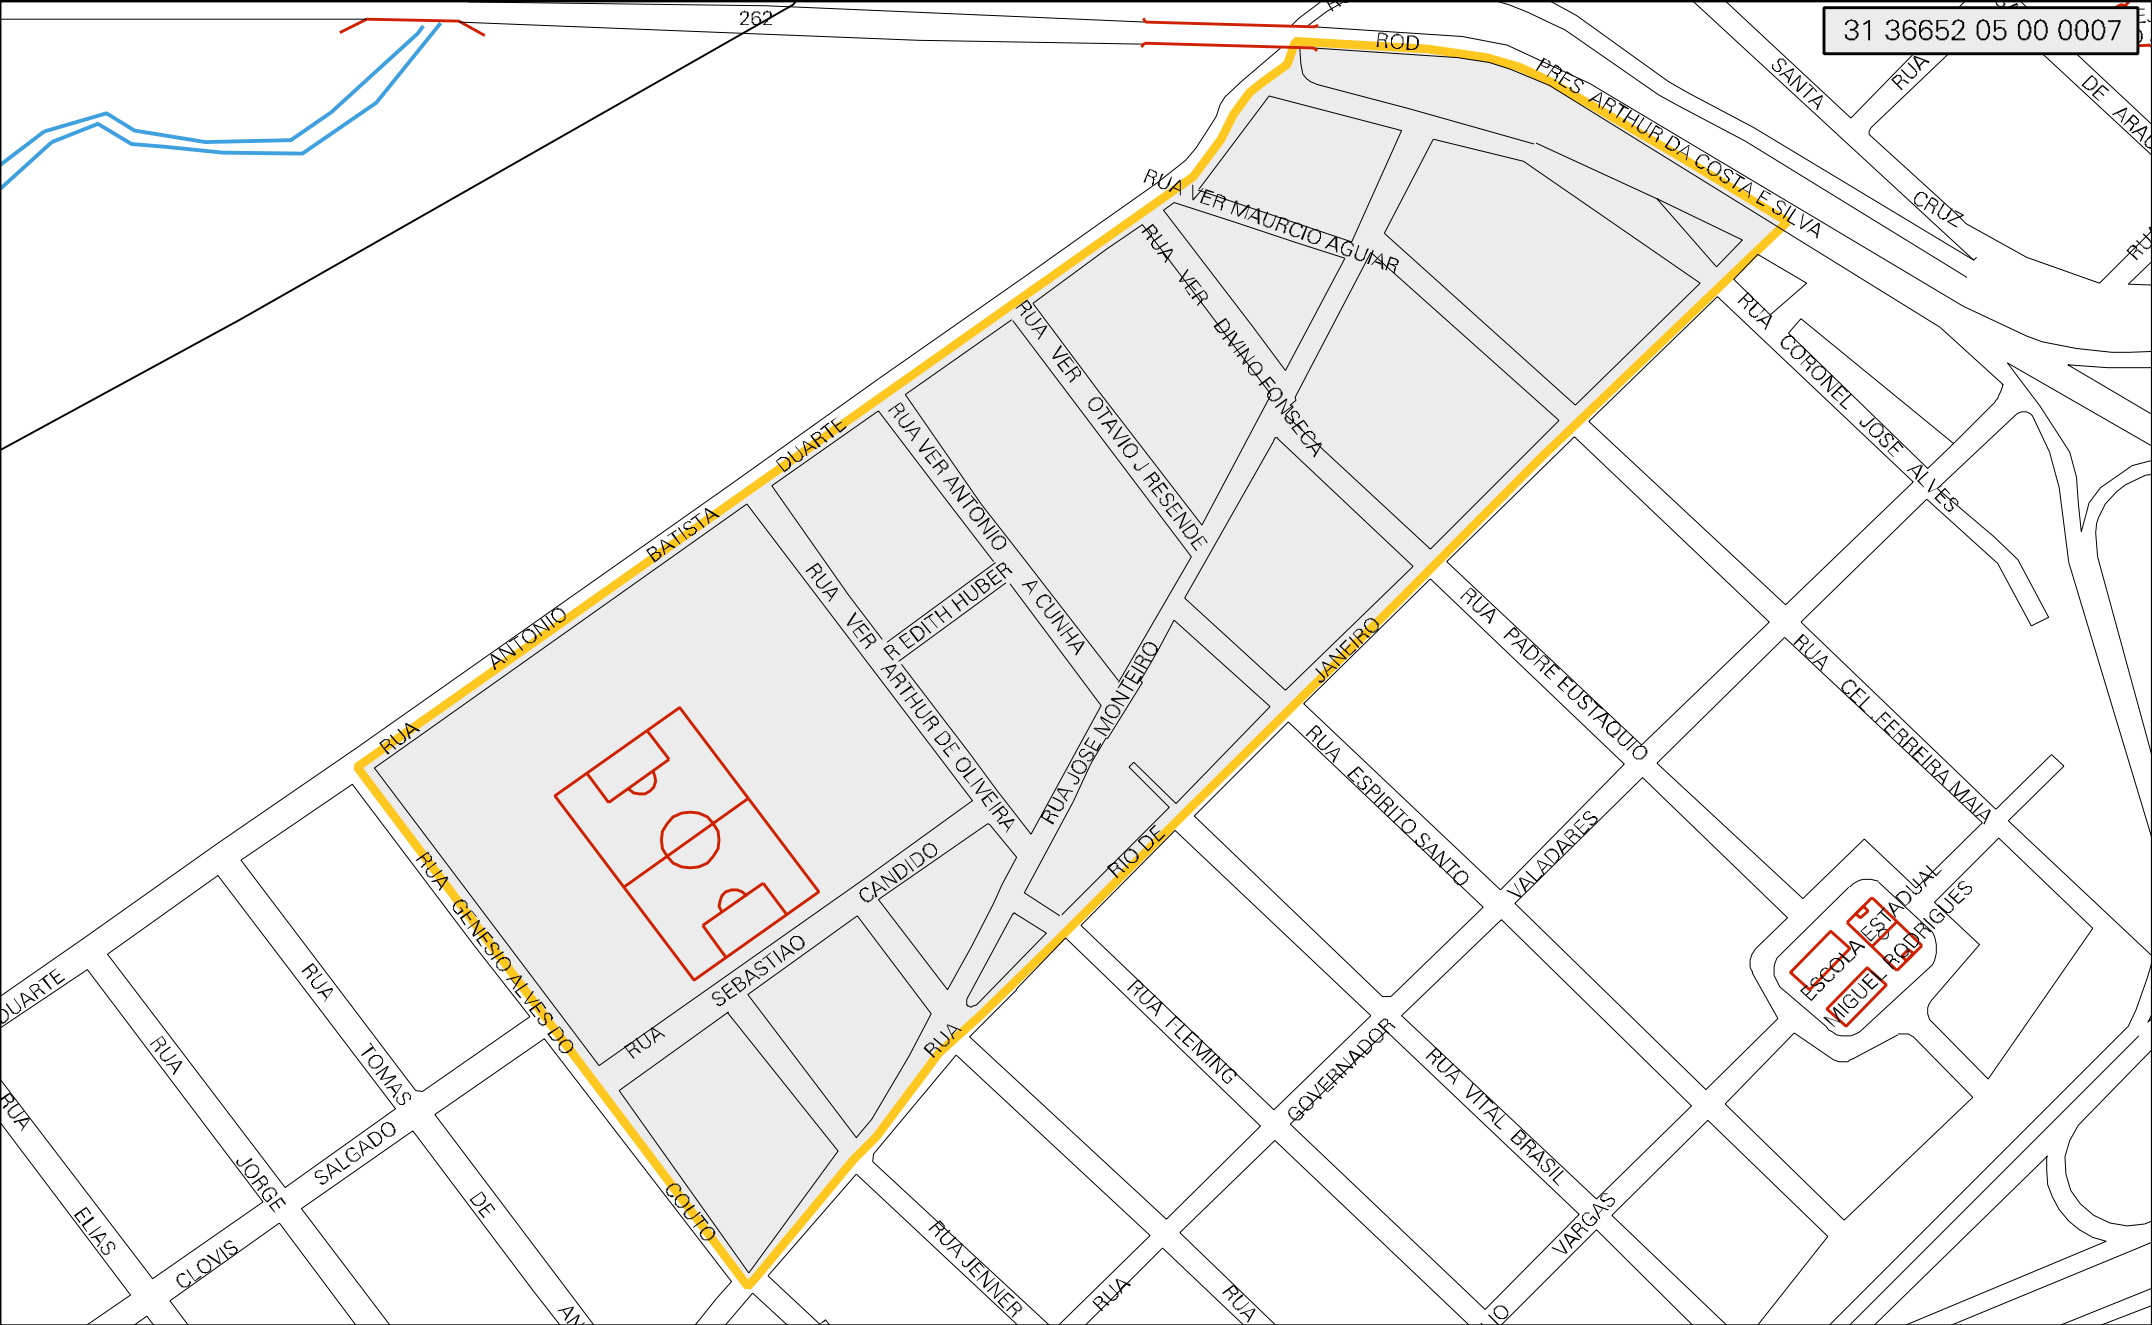 262
31 36652 05 00 0007
ROD PRES ARTHUR DA COSTA E SILVA
SANTA CRUZ
RUA
DE ARAU
RUA VER MAURCIO AGUIAR
RUA VER DIVINO FONSECA
RUA VER OTAVIO J RESENDE
RUA VER ANTONIO A CUNHA
R EDITH HUBER
RUA VER ARTHUR DE OLIVEIRA
RUA JOSE MONTEIRO
RUA ANTONIO BATISTA DUARTE
DUARTE
RUA SEBASTIAO CANDIDO
RUA GENESIO ALVES DO COUTO
RUA RIO DE JANEIRO
RUA CORONEL JOSE ALVES
RUA PADRE EUSTAQUIO
RUA CEL FERREIRA MAIA
RUA ESPIRITO SANTO
GOVERNADOR VALADARES
ESCOLA ESTADUAL
MIGUEL RODRIGUES
RUA FLEMING
RUA VITAL BRASIL
VARGAS
RUA JENNER
RUA
RUA
RUA TOMAS
DE
AN
RUA JORGE
RUA ELIAS
CLOVIS SALGADO